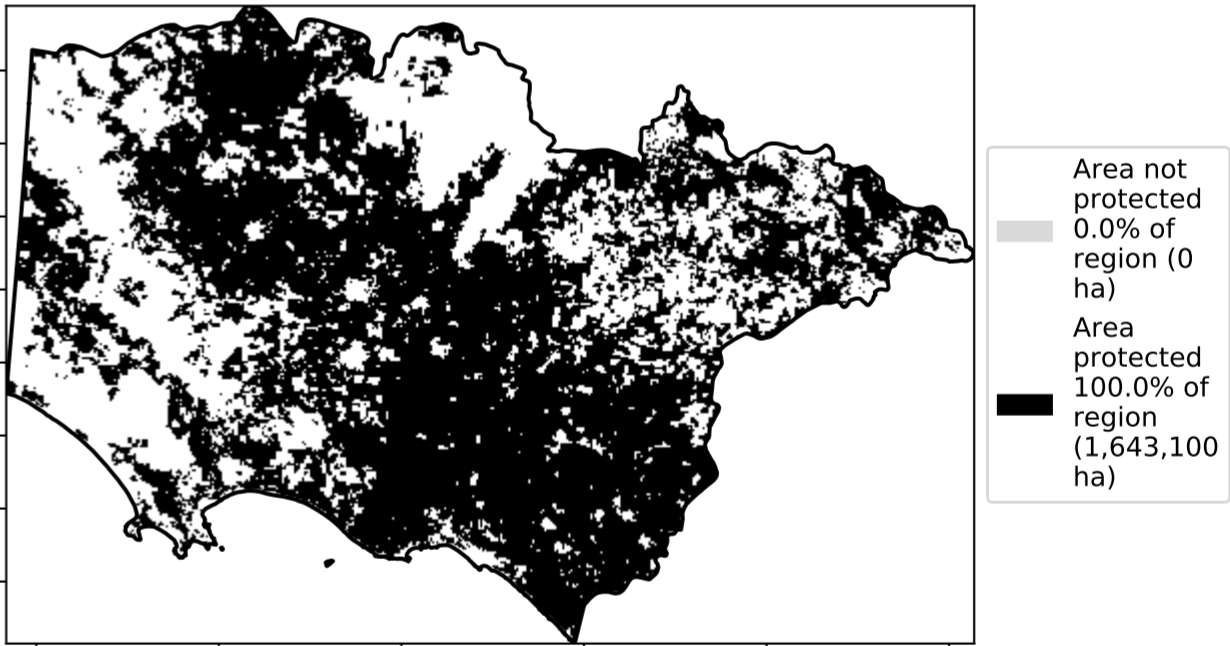 Area not
protected
0.0% of
region (0
ha)
Area
protected
100.0% of
region
(1,643,100
ha)